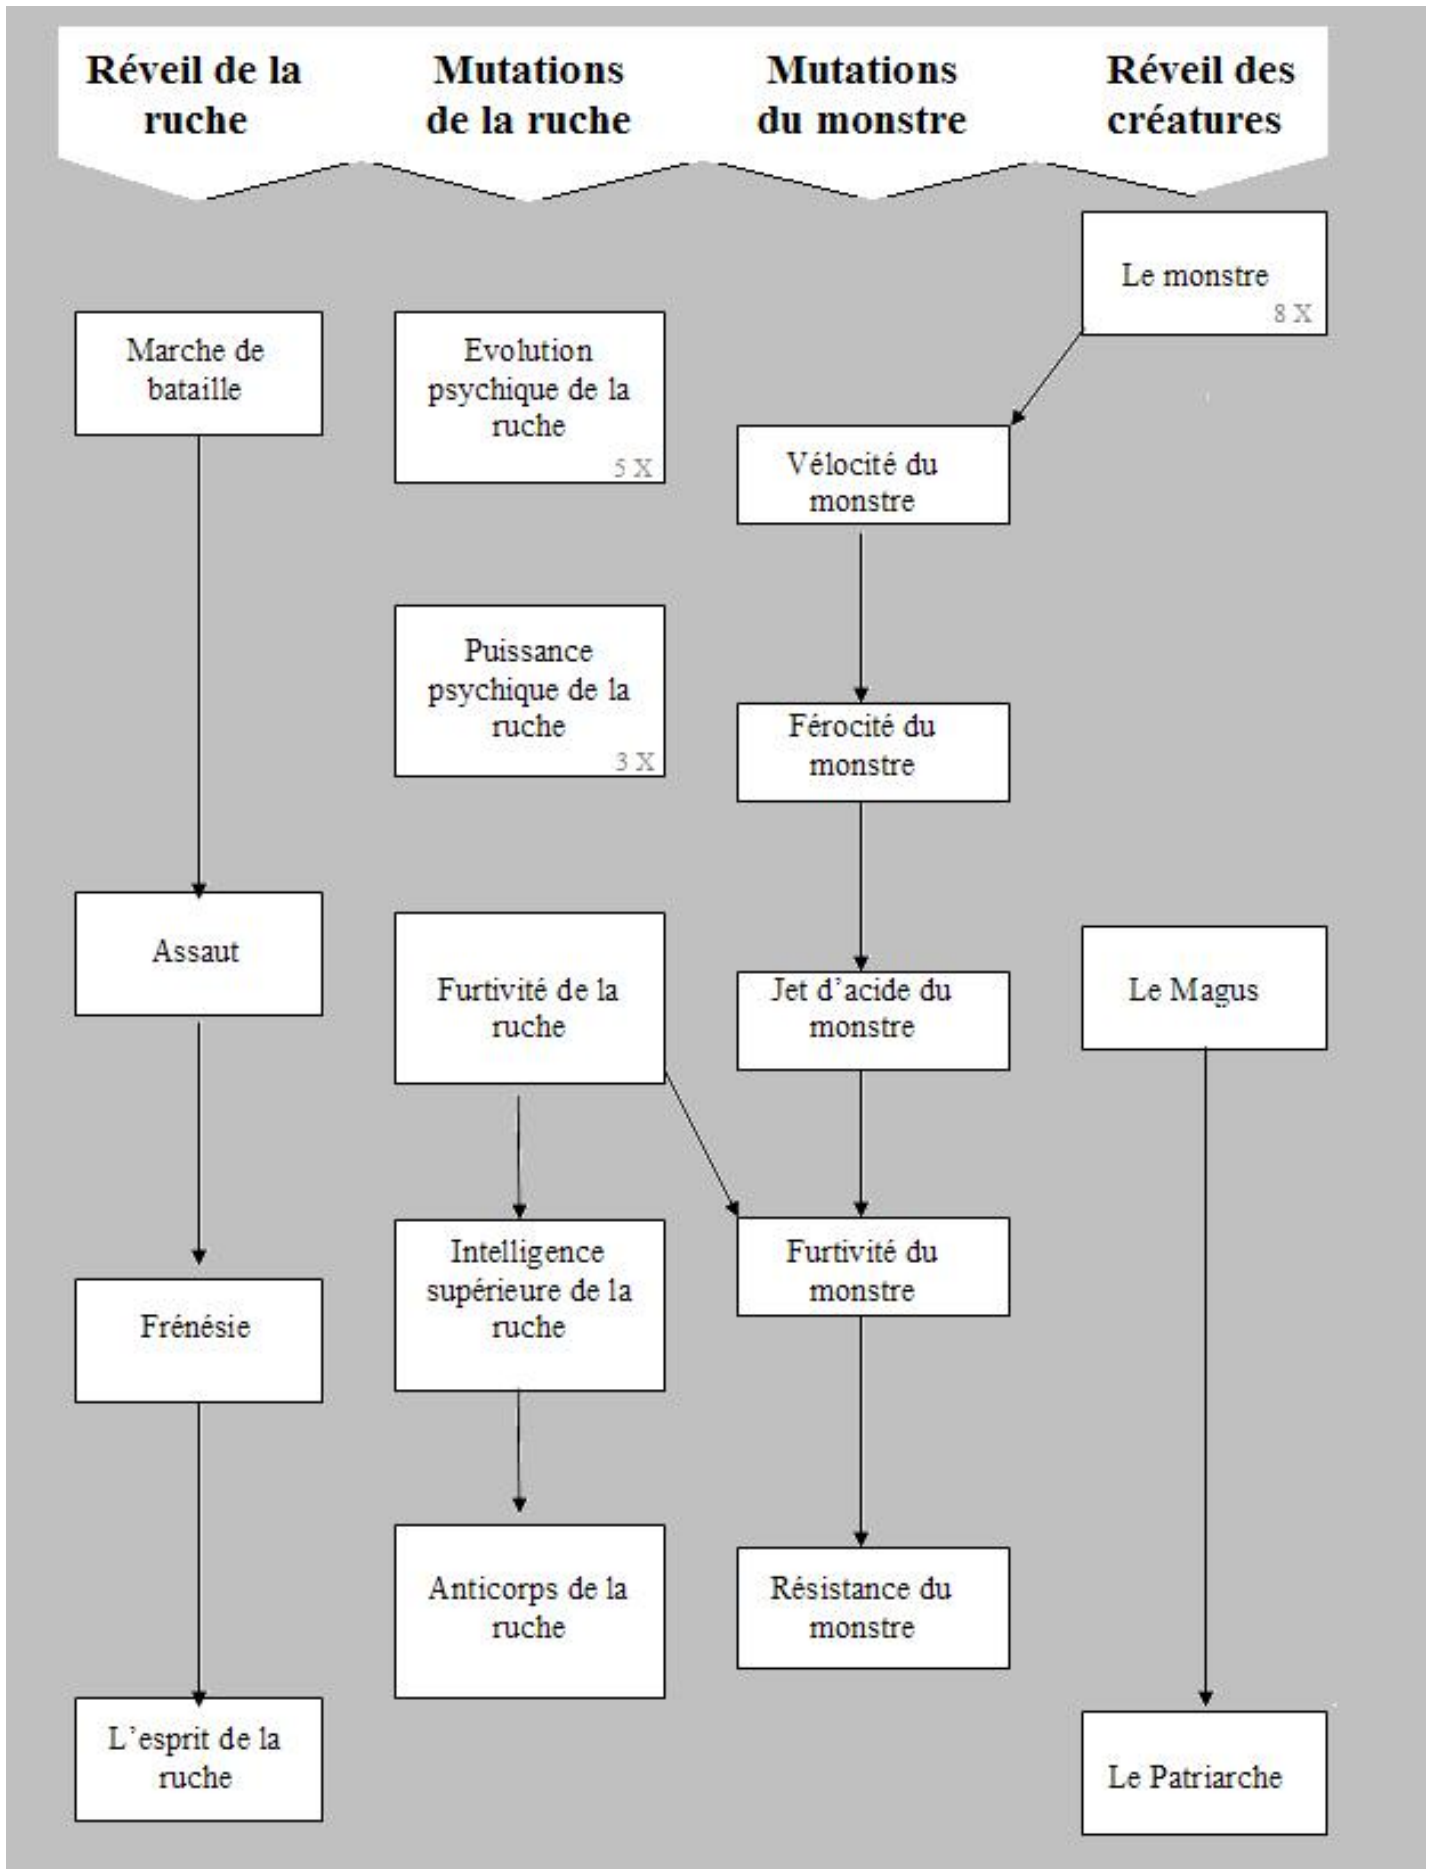 Réveil de la
ruche
Mutations
de la ruche
Mutations
du monstre
Réveil des
créatures
Le monstre
8 X
Marche de
bataille
Evolution
psychique de la
ruche
5 X
Vélocité du
monstre
Puissance
psychique de la
ruche
3 X
Férocité du
monstre
Assaut
Furtivité de la
ruche
Jet d’acide du
monstre
Le Magus
Frénésie
Intelligence
supérieure de la
ruche
Furtivité du
monstre
Anticorps de la
ruche
Résistance du
monstre
L’esprit de la
ruche
Le Patriarche